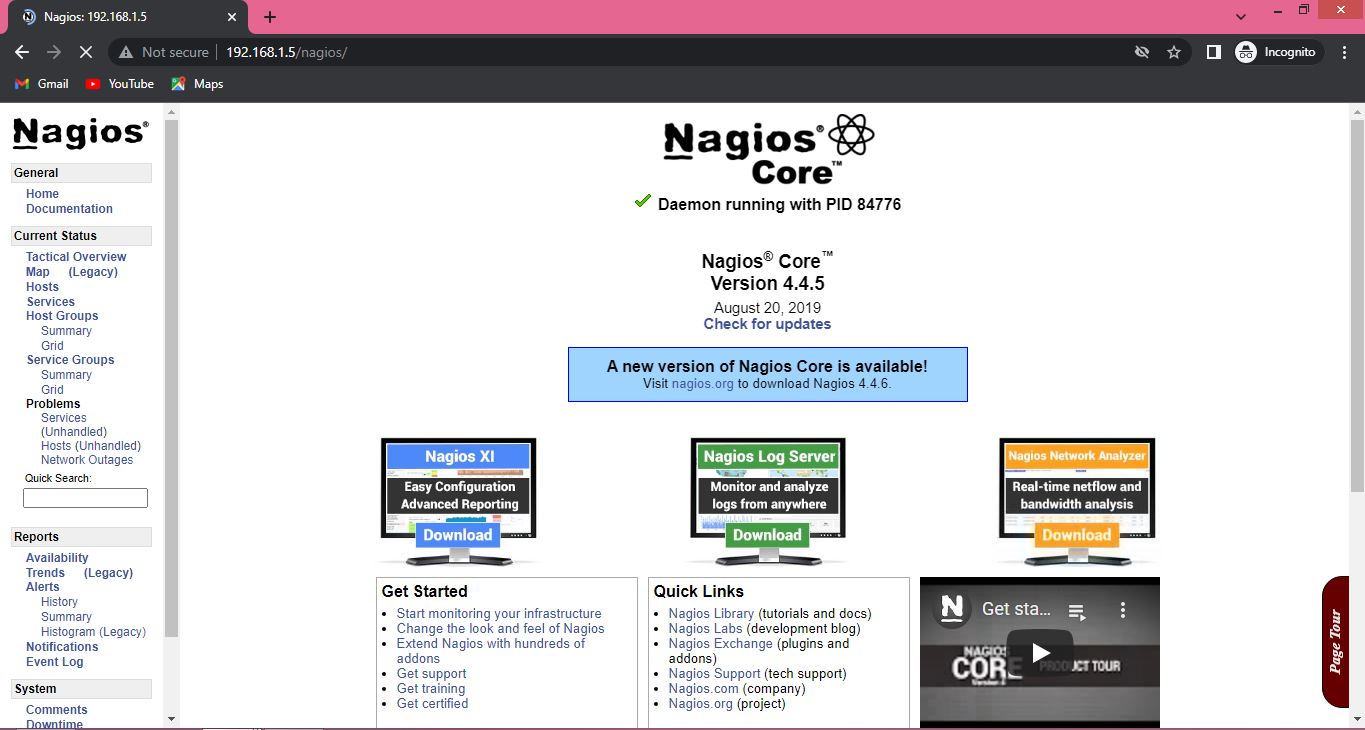 Nagios: 192.168.1.5
Not secure
192.168.1.5/nagios/
Incognito
Gmail
YouTube
Maps
Nagios®
General
Home
Documentation
Current Status
Tactical Overview
Map (Legacy)
Hosts
Services
Host Groups
Summary
Grid
Service Groups
Summary
Grid
Problems
Services
(Unhandled)
Hosts (Unhandled)
Network Outages
Quick Search:
Reports
Availability
Trends (Legacy)
Alerts
History
Summary
Histogram (Legacy)
Notifications
Event Log
System
Comments
Downtime
Nagios®
Core™
Daemon running with PID 84776
Nagios® Core™
Version 4.4.5
August 20, 2019
Check for updates
A new version of Nagios Core is available!
Visit nagios.org to download Nagios 4.4.6.
Nagios XI
Easy Configuration
Advanced Reporting
Download
Nagios Log Server
Monitor and analyze
logs from anywhere
Download
Nagios Network Analyzer
Real-time netflow and
bandwidth analysis
Download
Get Started
Start monitoring your infrastructure
Change the look and feel of Nagios
Extend Nagios with hundreds of
addons
Get support
Get training
Get certified
Quick Links
Nagios Library (tutorials and docs)
Nagios Labs (development blog)
Nagios Exchange (plugins and
addons)
Nagios Support (tech support)
Nagios.com (company)
Nagios.org (project)
N
Get sta...
NAGIOS
CORE
PRODUCT TOUR
Page Tour